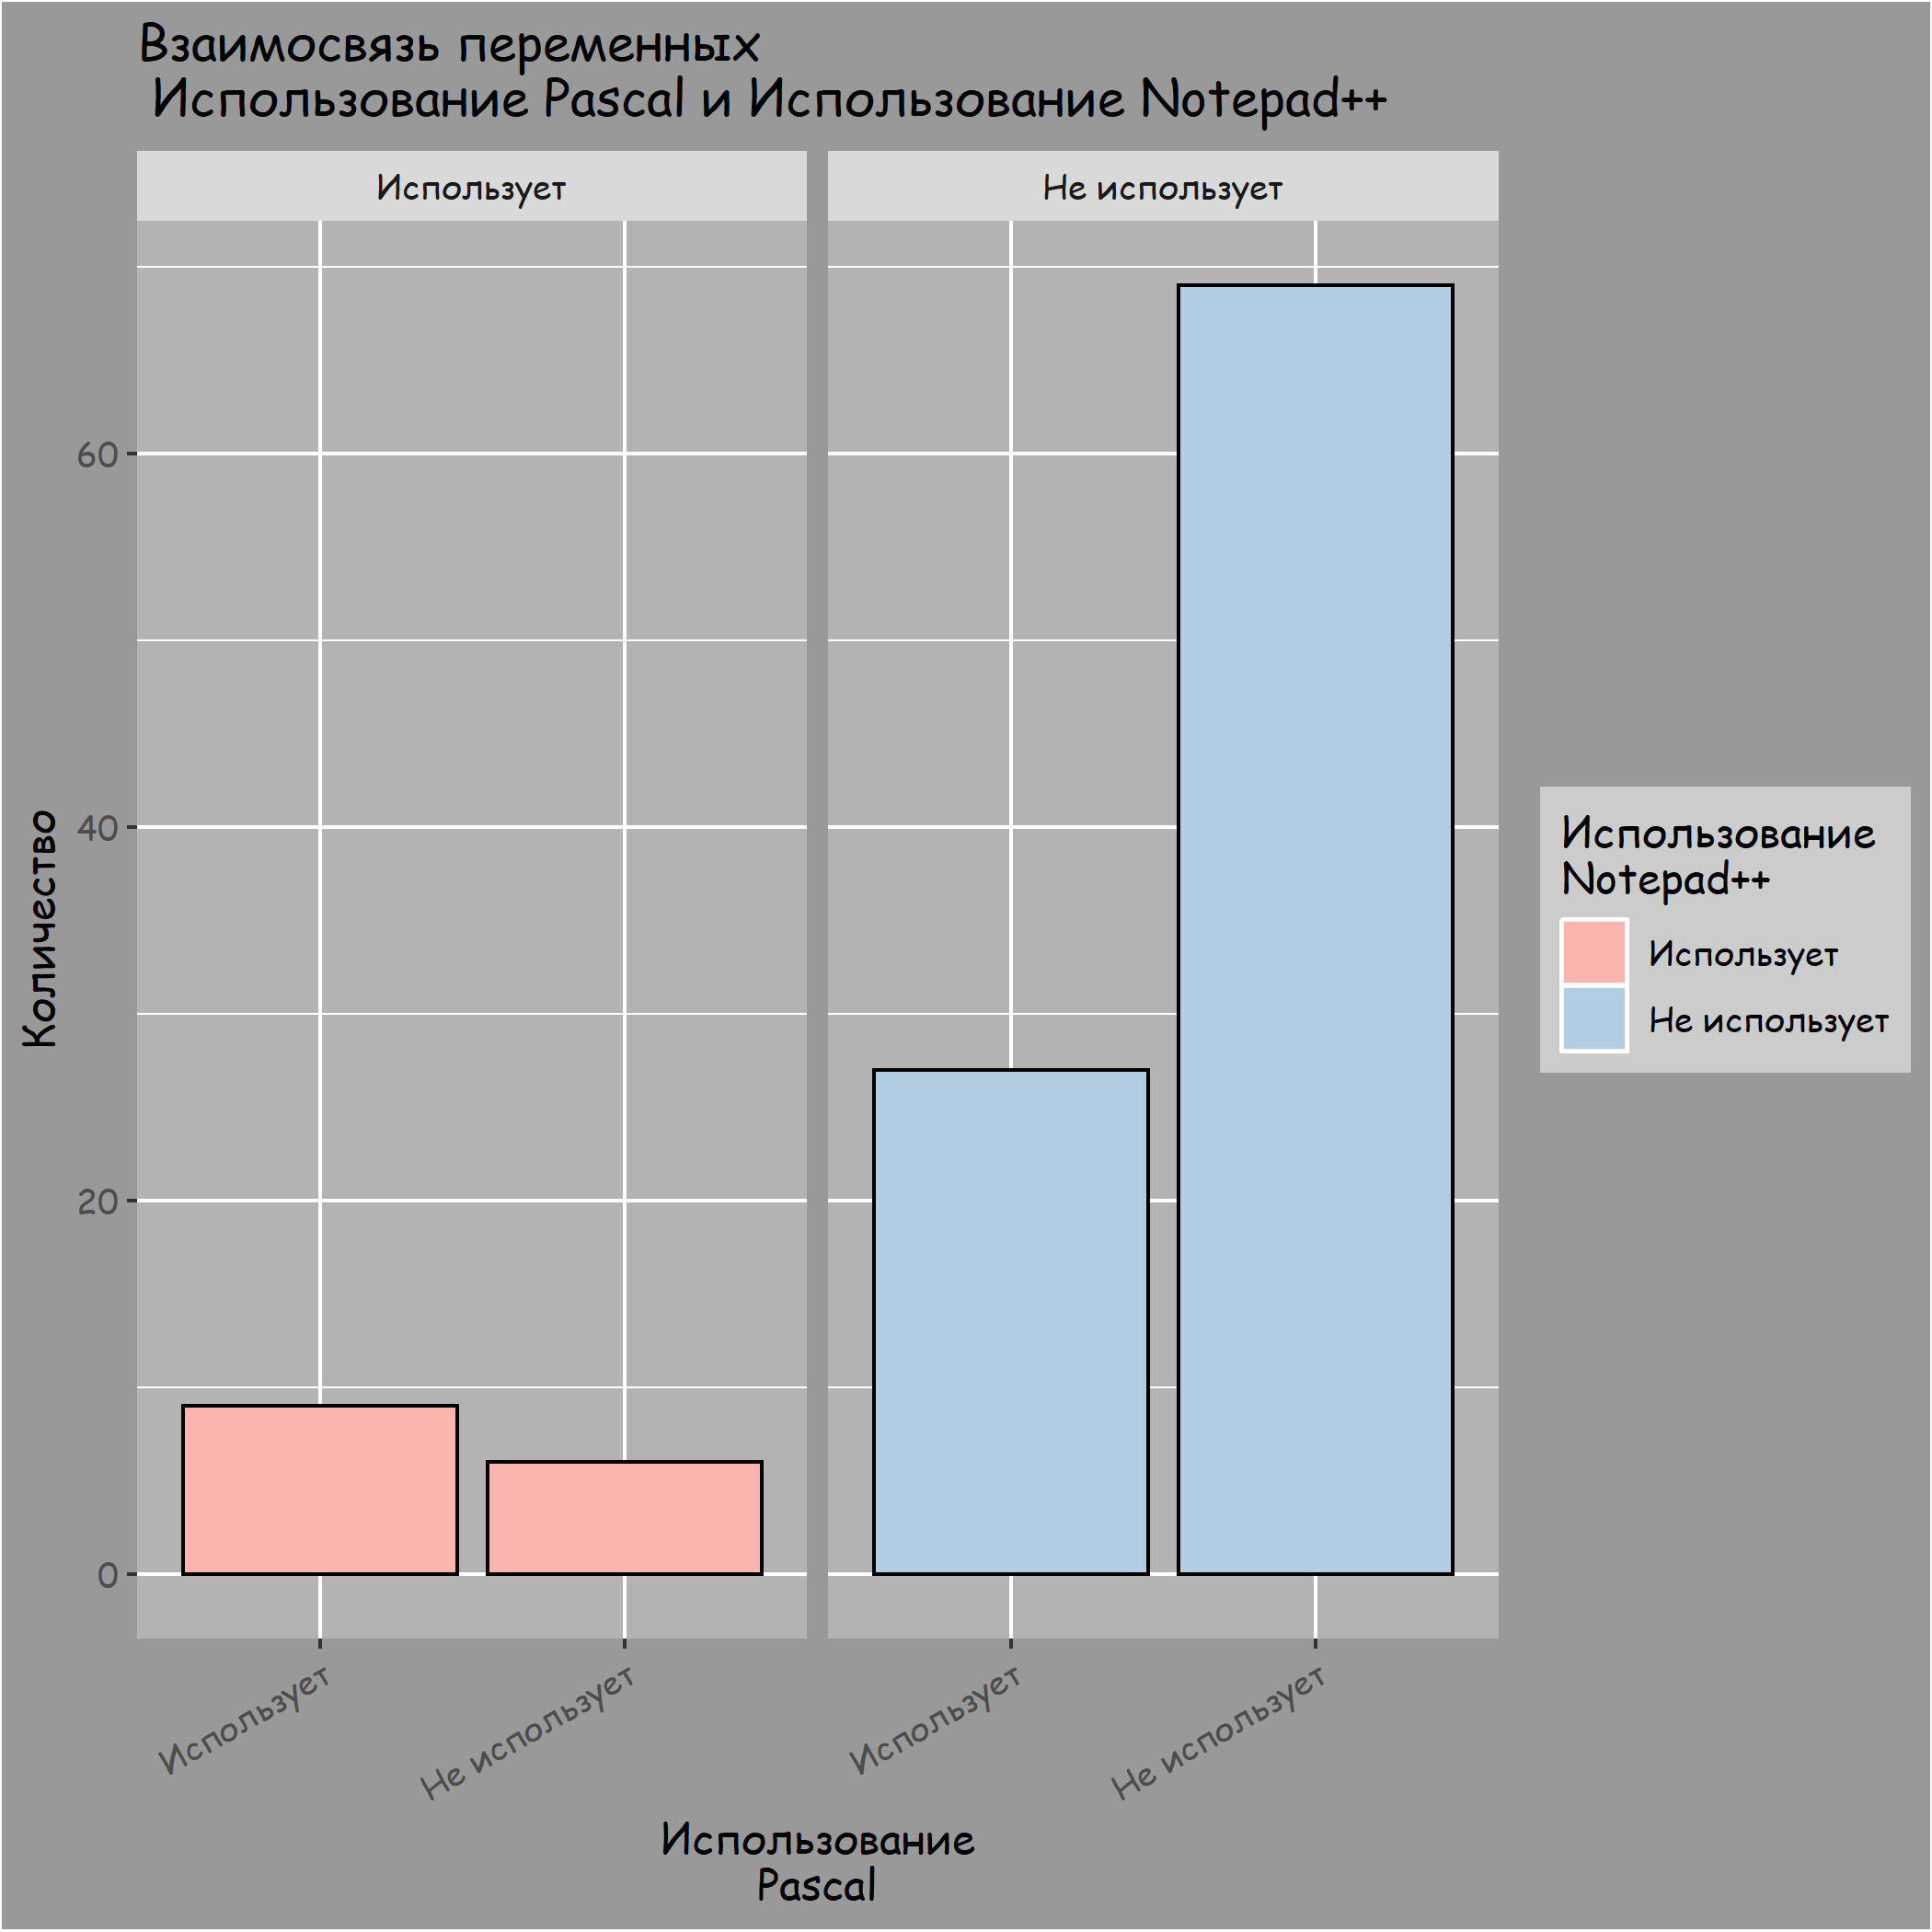 Взаимосвязь переменных
Использование Pascal и Использование Notepad++
Использует
Не использует
60
40
20
0
Количество
Использует
Не использует
Использует
Не использует
Использование
Pascal
Использование
Notepad++
Использует
Не использует